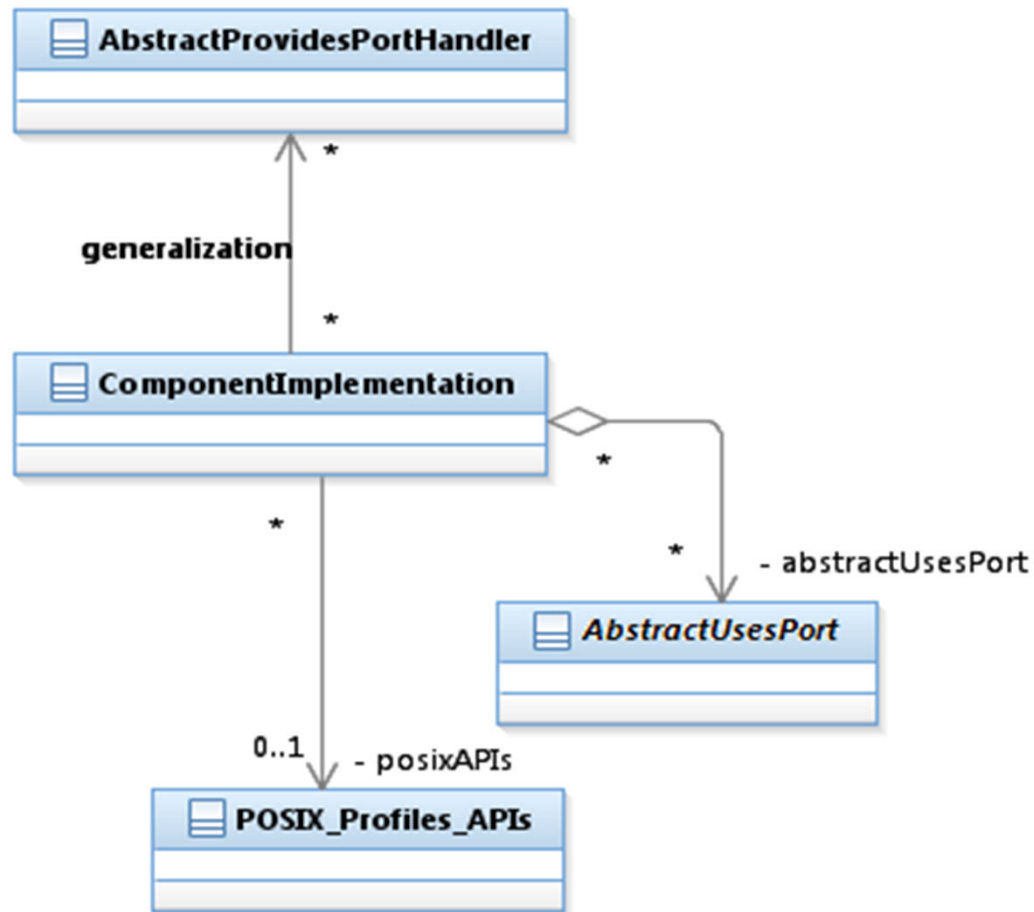 AbstractProvidesPortHandler
*
generalization
*
ComponentImplementation
*
*
*
- abstractUsesPort
AbstractUsesPort
0..1
- posixAPIs
POSIX_Profiles_APIs